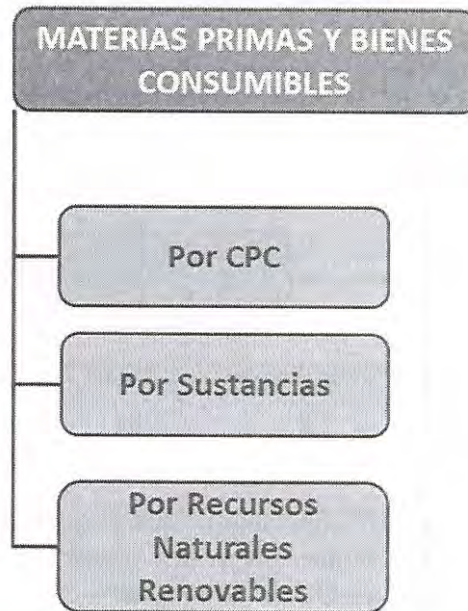 MATERIAS PRIMAS Y BIENES
CONSUMIBLES
Por CPC
Por Sustancias
Por Recursos
Naturales
Renovables